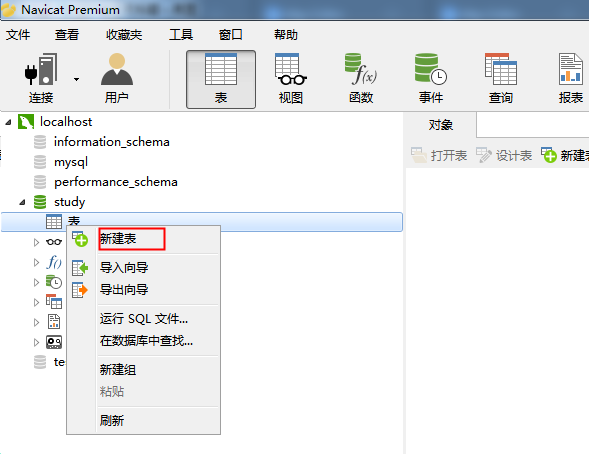 Navicat Premium
文件 查看 收藏夹 工具 窗口 帮助
连接 用户 表 视图 函数 事件 查询 报表
localhost
对象
information_schema
打开表 设计表 新建
mysql
performance_schema
study
表
新建表
导入向导
f()
导出向导
运行 SQL 文件...
在数据库中查找...
te
新建组
粘贴
刷新